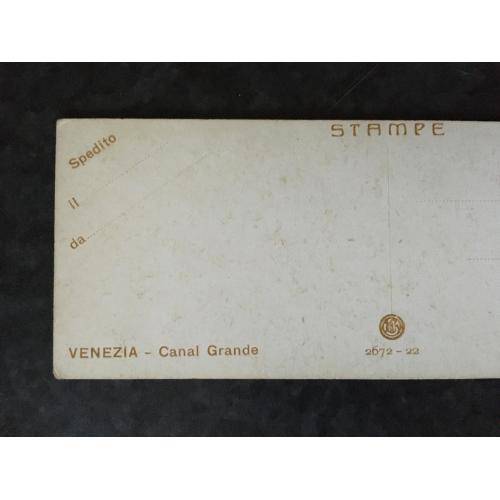 STAMPE
Spedito
Il
da
VENEZIA - Canal Grande
2672 - 22